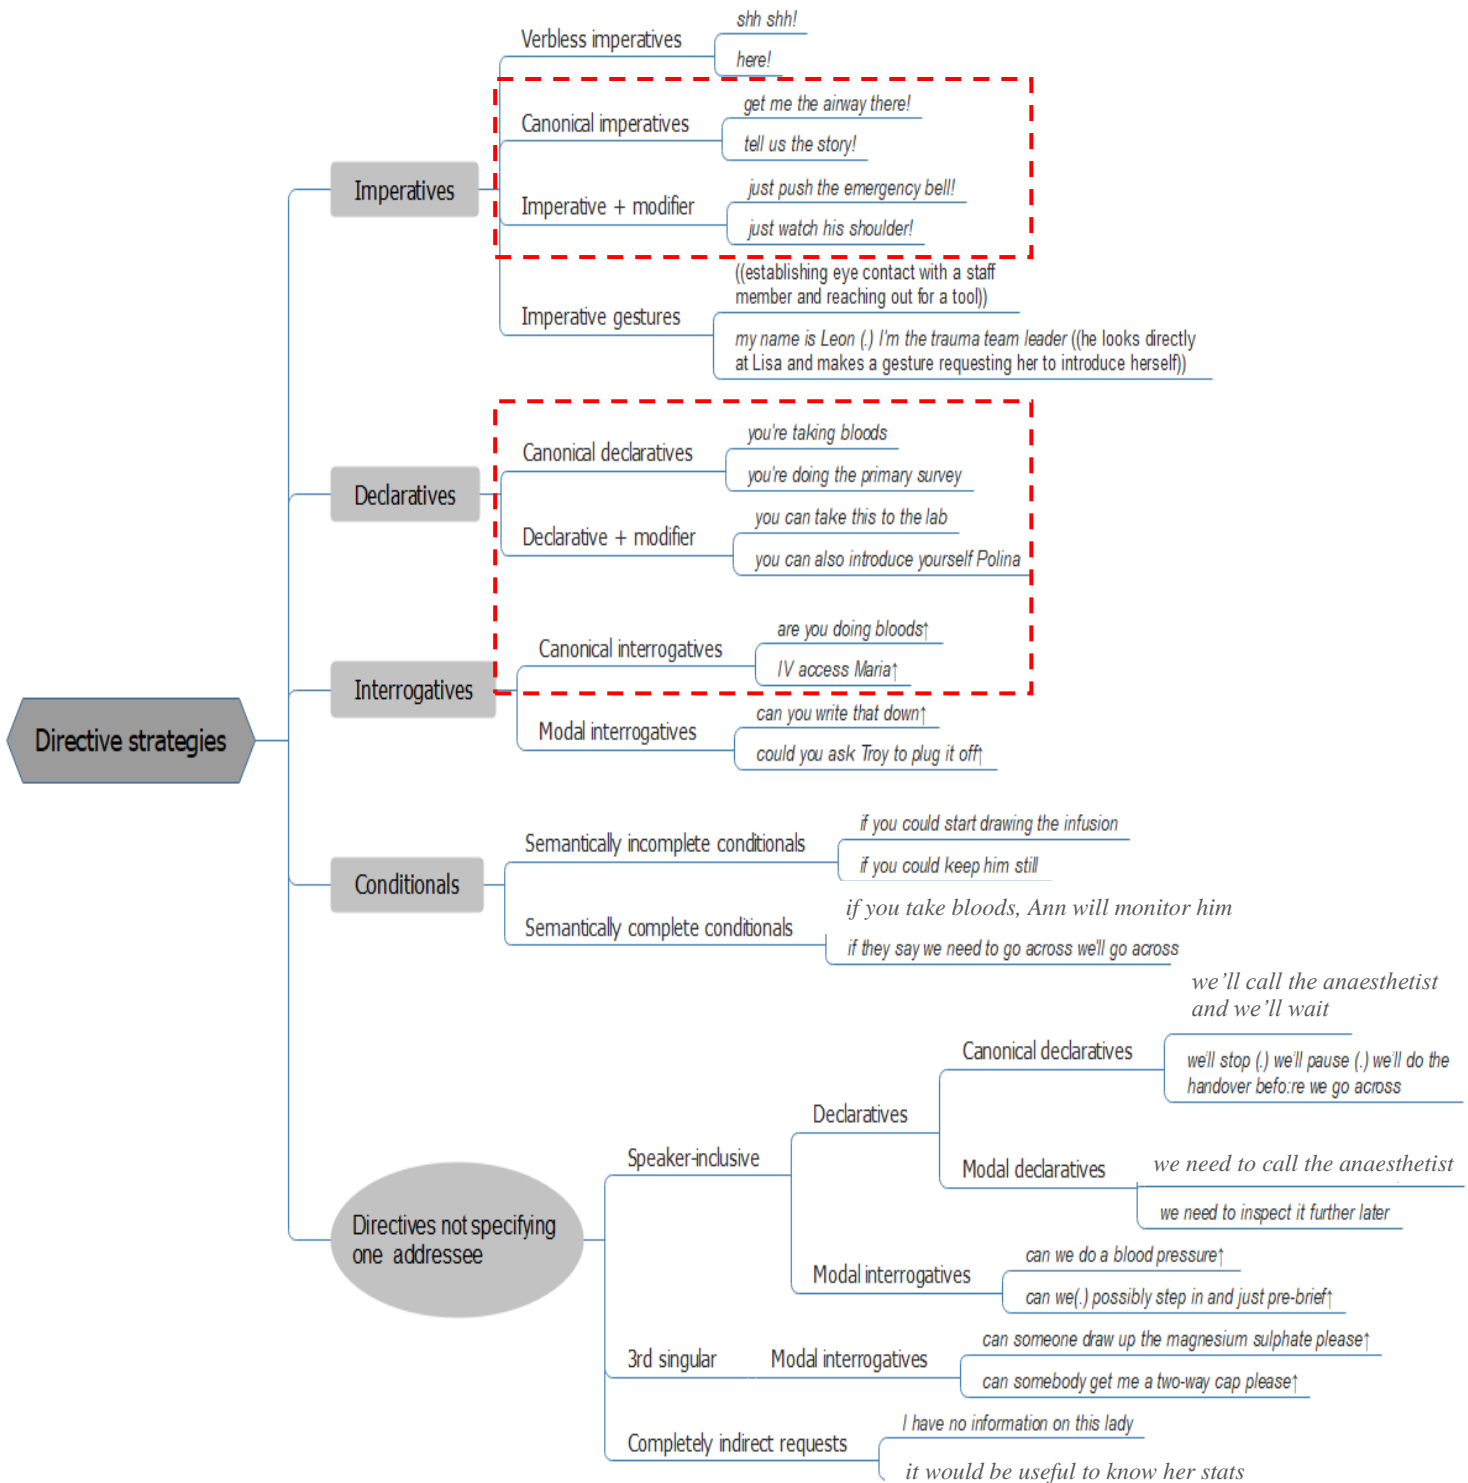 shh shh!
Verbless imperatives
here!
get me the airway there!
Canonical imperatives
tell us the story!
just push the emergency bell!
Imperatives
Imperative + modifier
just watch his shoulder!
((establishing eye contact with a staff
member and reaching out for a tool))
Imperative gestures
my name is Leon (.) I'm the trauma team leader ((he looks directly
at Lisa and makes a gesture requesting her to introduce herself))
you're taking bloods
Canonical declaratives
you're doing the primary survey
Declaratives
you can take this to the lab
Declarative + modifier
you can also introduce yourself Polina
are you doing bloods↑
Canonical interrogatives
IV access Maria↑
Interrogatives
can you write that down↑
Modal interrogatives
could you ask Troy to plug it off↑
Directive strategies
if you could start drawing the infusion
Semantically incomplete conditionals
if you could keep him still
Conditionals
if you take bloods, Ann will monitor him
Semantically complete conditionals
if they say we need to go across we'll go across
we’ll call the anaesthetist
and we’ll wait
Canonical declaratives
we'll stop (.) we'll pause (.) we'll do the
handover befo:re we go across
Declaratives
Speaker-inclusive
Modal declaratives
we need to call the anaesthetist
we need to inspect it further later
Directives not specifying
one addressee
can we do a blood pressure↑
Modal interrogatives
can we(.) possibly step in and just pre-brief↑
can someone draw up the magnesium sulphate please↑
3rd singular
Modal interrogatives
can somebody get me a two-way cap please↑
I have no information on this lady
Completely indirect requests
it would be useful to know her stats